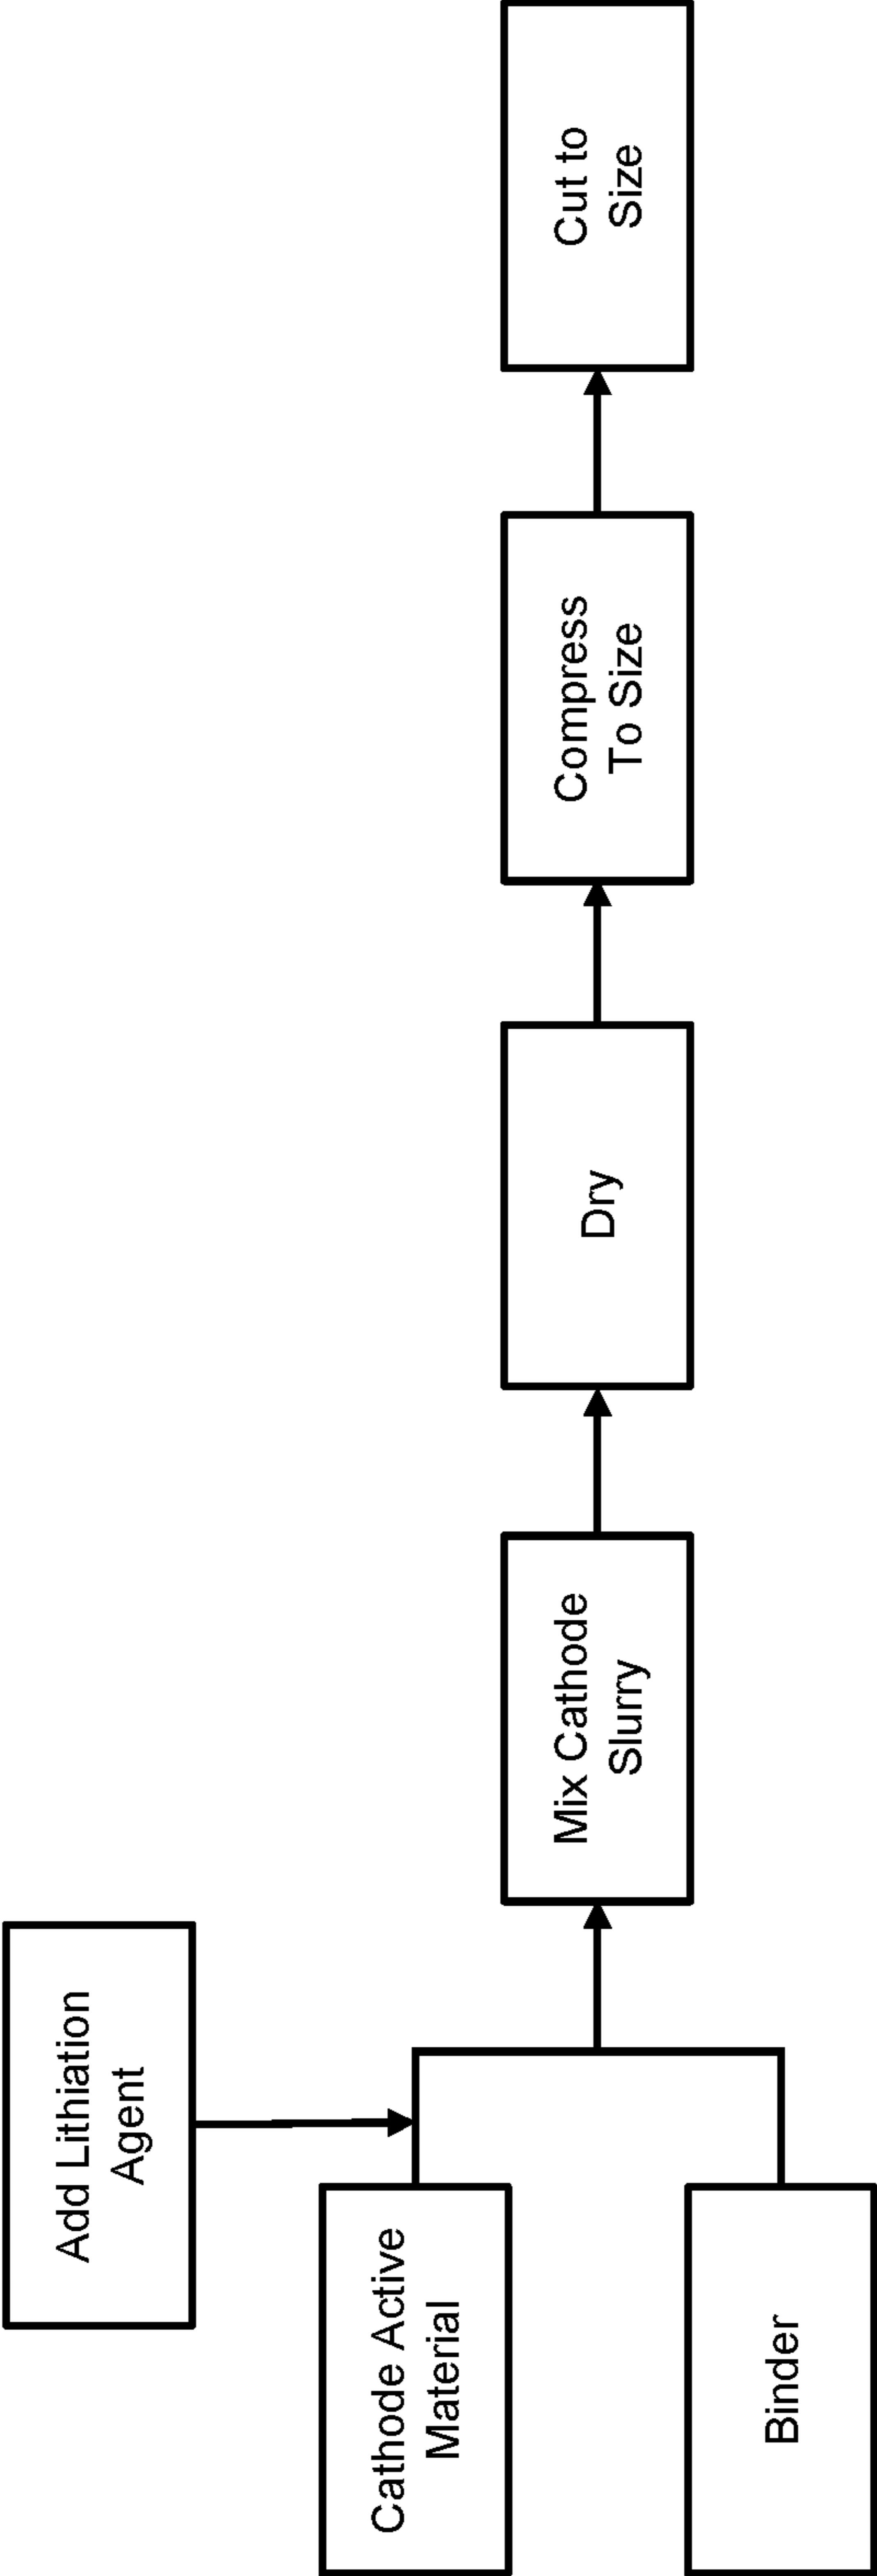 Add Lithiation
Agent
Cathode Active
Material
Binder
Mix Cathode
Slurry
Dry
Compress
To Size
Cut to
Size